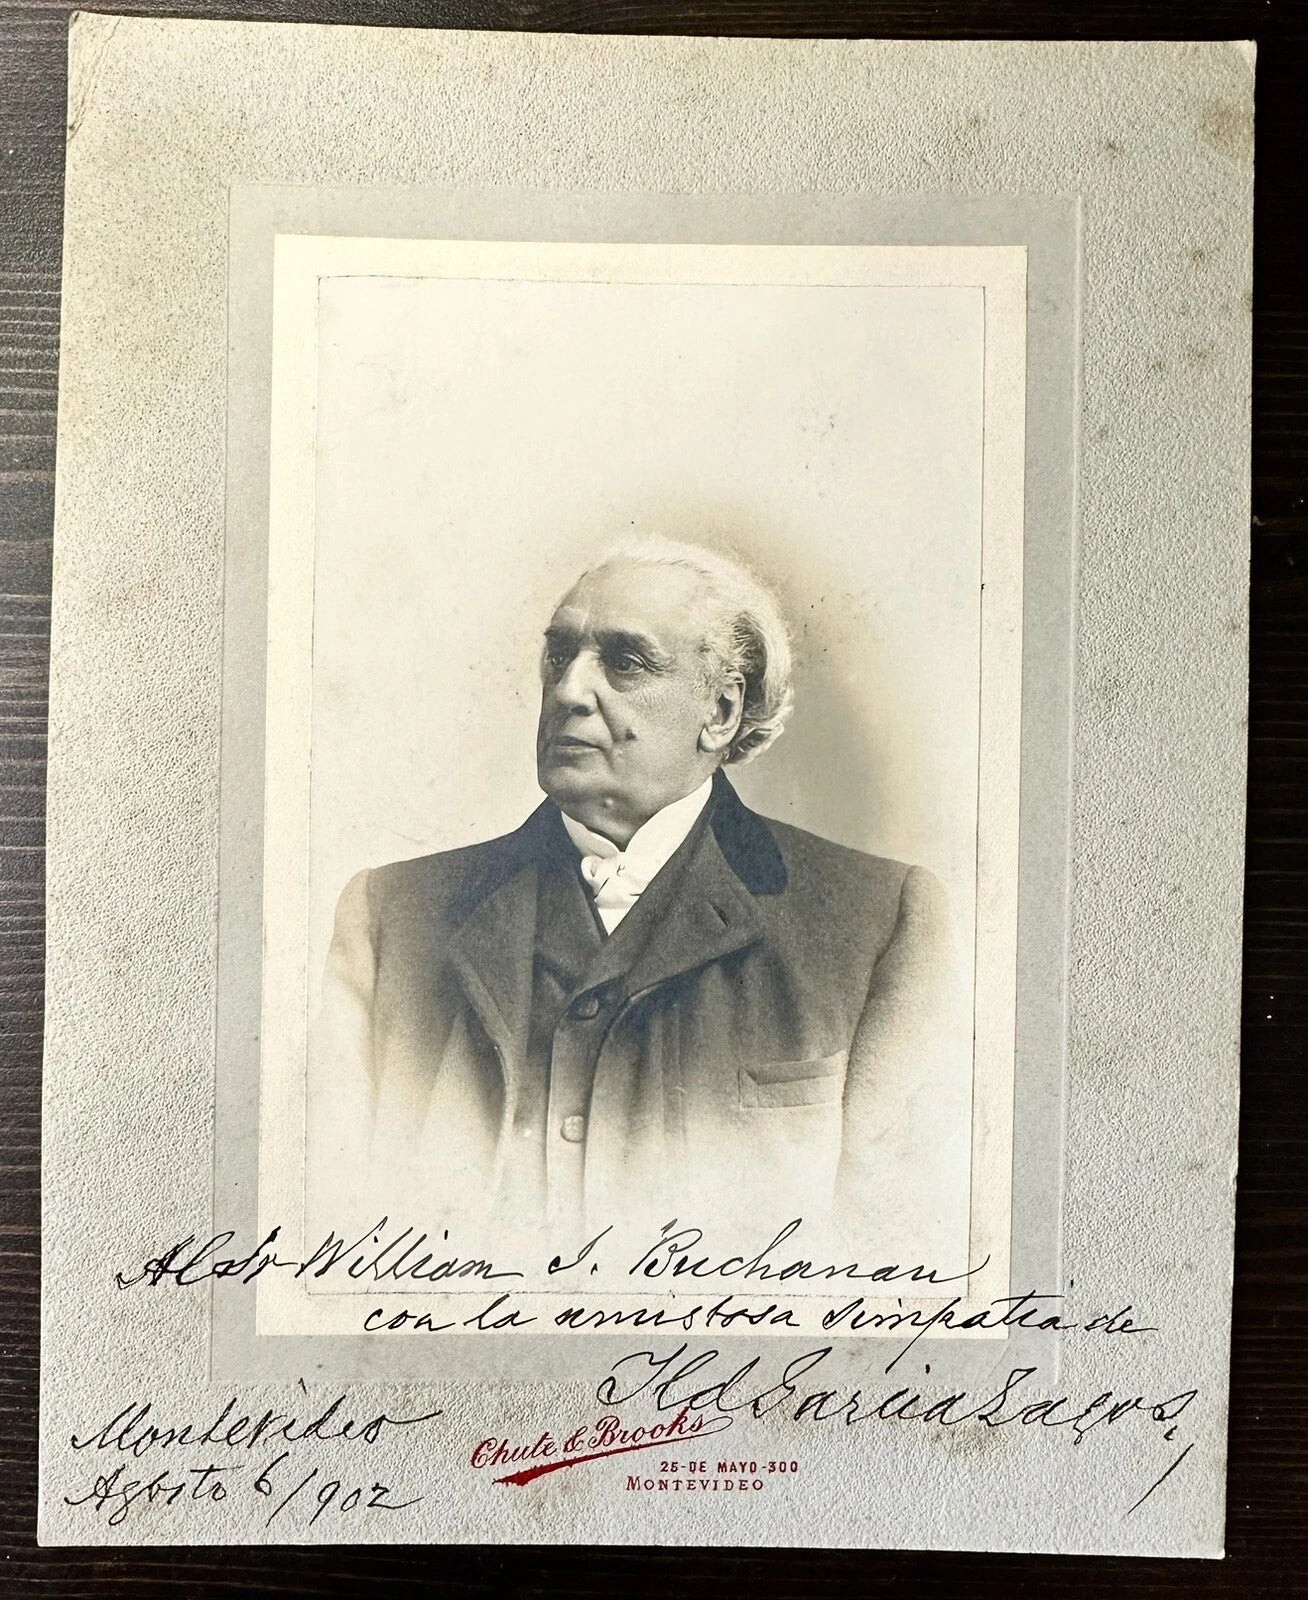 Al Sr William I. Buchanan
con la amistosa simpatia de
Ild Garcia Lagos,
Montevideo
Agosto 6/902
Chute & Brooks
25-DE MAYO-300
MONTEVIDEO